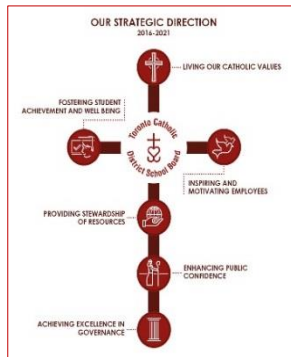 OUR STRATEGIC DIRECTION
2016-2021
LIVING OUR CATHOLIC VALUES
FOSTERING STUDENT
ACHIEVEMENT AND WELL BEING
Toronto Catholic
District School Board
INSPIRING AND
MOTIVATING EMPLOYEES
PROVIDING STEWARDSHIP
OF RESOURCES
ENHANCING PUBLIC
CONFIDENCE
ACHIEVING EXCELLENCE IN
GOVERNANCE